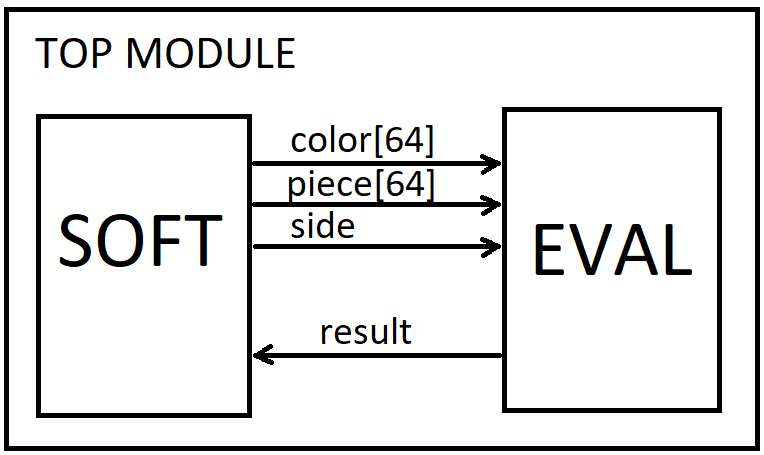 TOP MODULE
color[64]
piece[64]
side
SOFT
EVAL
result